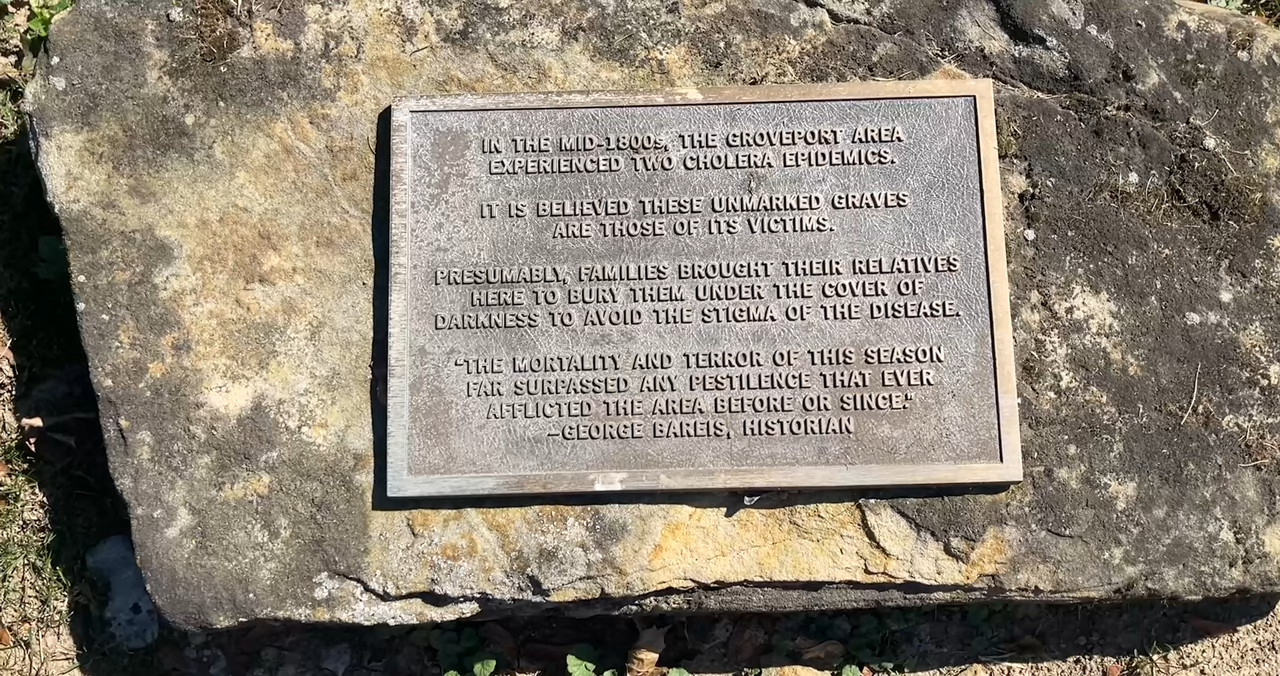 IN THE MID-1800s, THE GROVEPORT AREA
EXPERIENCED TWO CHOLERA EPIDEMICS.
IT IS BELIEVED THESE UNMARKED GRAVES
ARE THOSE OF ITS VICTIMS.
PRESUMABLY, FAMILIES BROUGHT THEIR RELATIVES
HERE TO BURY THEM UNDER THE COVER OF
DARKNESS TO AVOID THE STIGMA OF THE DISEASE.
"THE MORTALITY AND TERROR OF THIS SEASON
FAR SURPASSED ANY PESTILENCE THAT EVER
AFFLICTED THE AREA BEFORE OR SINCE."
–GEORGE BAREIS, HISTORIAN